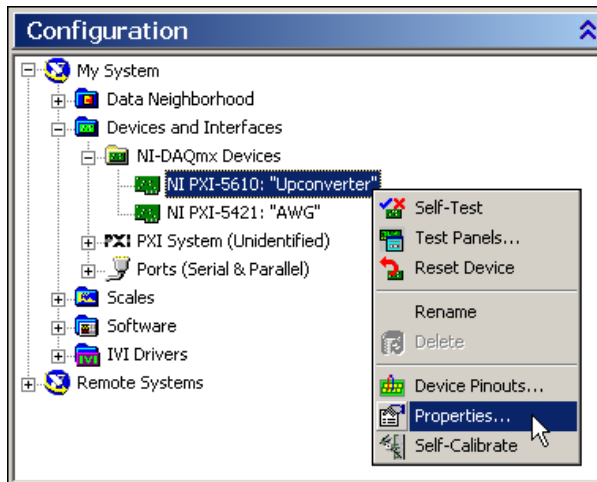 Configuration
My System
Data Neighborhood
Devices and Interfaces
NI-DAQmx Devices
NI PXI-5610: "Upconverter"
NI PXI-5421: "AWG"
PXI PXI System (Unidentified)
Ports (Serial & Parallel)
Scales
Software
IVI Drivers
Remote Systems
Self-Test
Test Panels...
Reset Device
Rename
Delete
Device Pinouts...
Properties...
Self-Calibrate